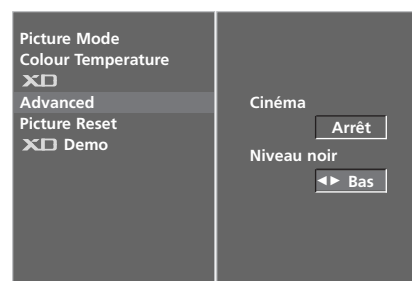 Picture Mode
Colour Temperature
XD
Advanced
Picture Reset
XD Demo
Cinéma
Arrêt
Niveau noir
◄► Bas